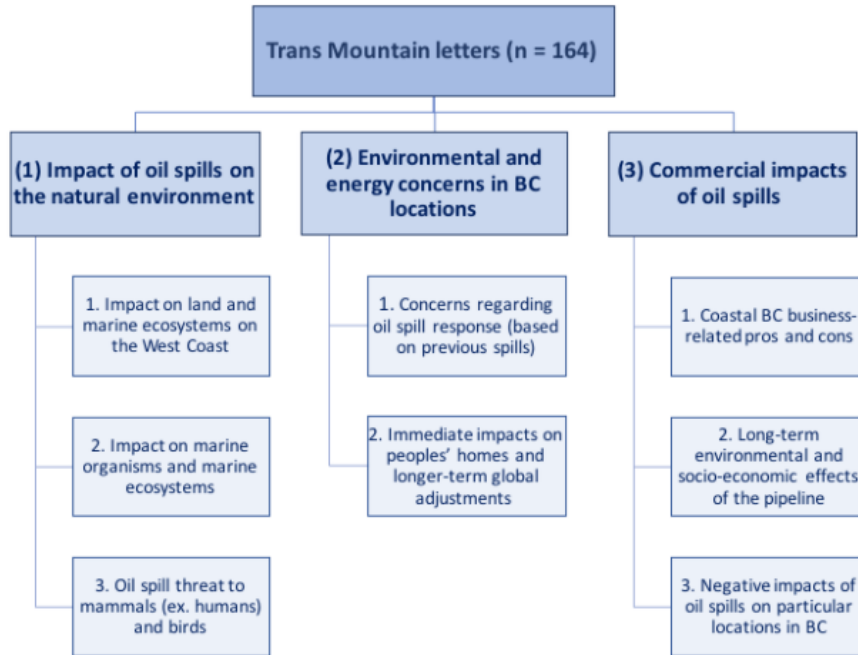 Trans Mountain letters (n = 164)
(1) Impact of oil spills on
the natural environment
1. Impact on land and
marine ecosystems on
the West Coast
2. Impact on marine
organisms and marine
ecosystems
3. Oil spill threat to
mammals (ex. humans)
and birds
(2) Environmental and
energy concerns in BC
locations
1. Concerns regarding
oil spill response (based
on previous spills)
2. Immediate impacts on
peoples' homes and
longer-term global
adjustments
(3) Commercial impacts
of oil spills
1. Coastal BC business-
related pros and cons
2. Long-term
environmental and
socio-economic effects
of the pipeline
3. Negative impacts of
oil spills on particular
locations in BC